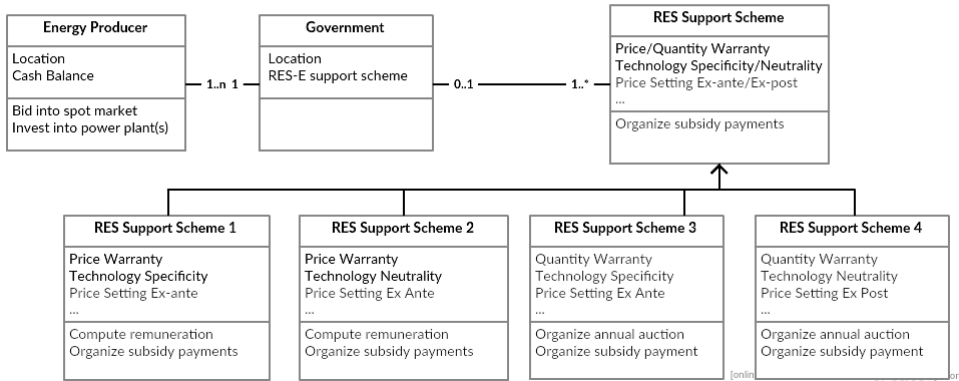 Energy Producer
Location
Cash Balance
Bid into spot market
Invest into power plant(s)
1..n 1
Government
Location
RES-E support scheme
0..1
1..*
RES Support Scheme
Price/Quantity Warranty
Technology Specificity/Neutrality
Price Setting Ex-ante/Ex-post
...
Organize subsidy payments
RES Support Scheme 1
Price Warranty
Technology Specificity
Price Setting Ex-ante
...
Compute remuneration
Organize subsidy payments
RES Support Scheme 2
Price Warranty
Technology Neutrality
Price Setting Ex Ante
...
Compute remuneration
Organize subsidy payments
RES Support Scheme 3
Quantity Warranty
Technology Specificity
Price Setting Ex Ante
...
Organize annual auction
Organize subsidy payment
RES Support Scheme 4
Quantity Warranty
Technology Neutrality
Price Setting Ex Post
...
Organize annual auction
Organize subsidy payment